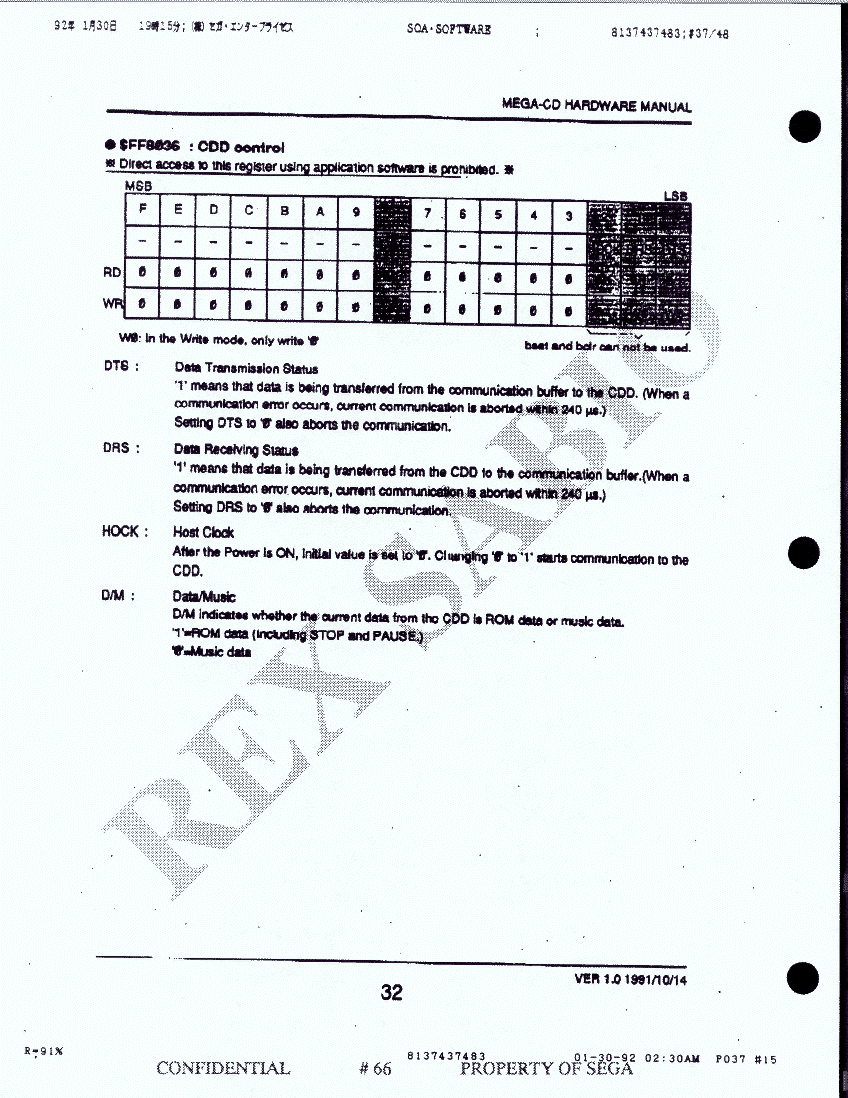 92年 1月30日 19時15分; (株) セガ・エンタープライゼス SOA·SOFTWARE ; 8137437483;#37/48
MEGA-CD HARDWARE MANUAL
● $FF8036 : CDD control
※ Direct access to this register using application software is prohibited. ※
MSB LSB
F E D C B A 9 7 6 5 4 3
– – – – – – – – – – – –
RD 0 0 0 0 0 0 0 0 0 0 0 0
WR 0 0 0 0 0 0 0 0 0 0 0 0
W0: In the Write mode, only write '0'
bset and bclr can not be used.
DTS : Data Transmission Status
'1' means that data is being transferred from the communication buffer to the CDD. (When a
communication error occurs, current communication is aborted within 240 µs.)
Setting DTS to '0' also aborts the communication.
DRS : Data Receiving Status
'1' means that data is being transferred from the CDD to the communication buffer.(When a
communication error occurs, current communication is aborted within 240 µs.)
Setting DRS to '0' also aborts the communication.
HOCK : Host Clock
After the Power is ON, Initial value is set to '0'. Changing '0' to '1' starts communication to the
CDD.
D/M : Data/Music
D/M indicates whether the current data from the CDD is ROM data or music data.
'1'=ROM data (Including STOP and PAUSE.)
'0'=Music data
REX SABIO
VER 1.0 1991/10/14
32
R=91% 8137437483 01-30-92 02:30AM P037 #15
CONFIDENTIAL #66 PROPERTY OF SEGA